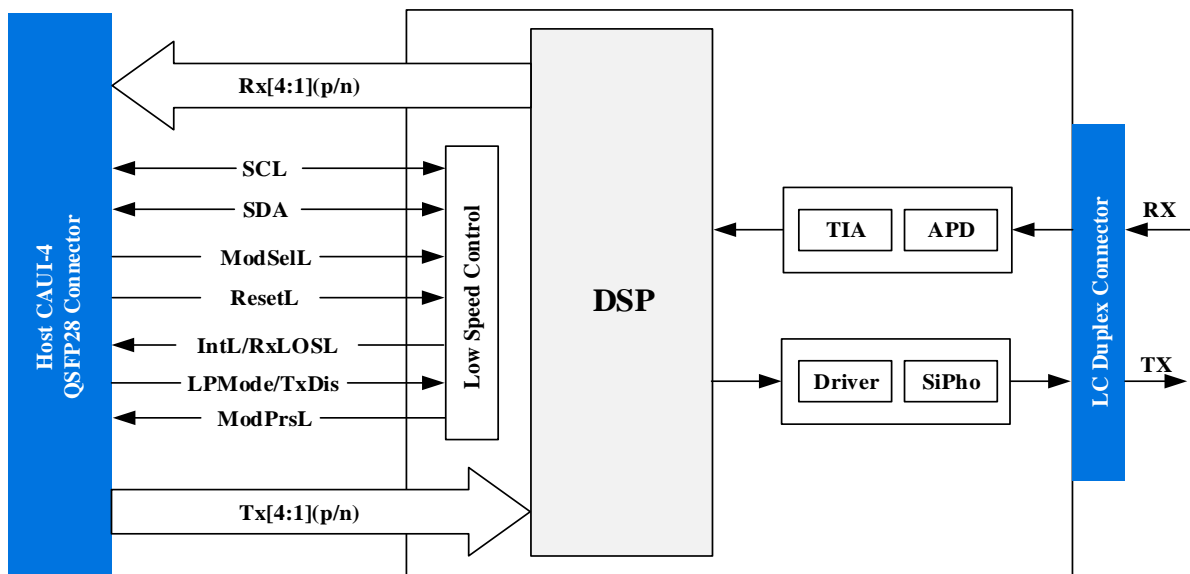 Host CAUI-4
QSFP28 Connector
Rx[4:1](p/n)
SCL
SDA
ModSelL
ResetL
IntL/RxLOSL
LPMode/TxDis
ModPrsL
Tx[4:1](p/n)
Low Speed Control
DSP
TIA
APD
Driver
SiPho
LC Duplex Connector
RX
TX